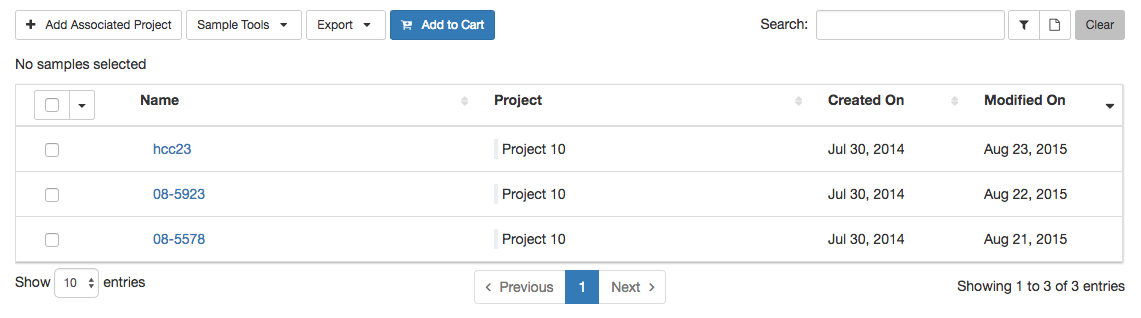 Add Associated Project Sample Tools Export Add to Cart Search: Clear
No samples selected
Name Project Created On Modified On
hcc23 Project 10 Jul 30, 2014 Aug 23, 2015
08-5923 Project 10 Jul 30, 2014 Aug 22, 2015
08-5578 Project 10 Jul 30, 2014 Aug 21, 2015
Show 10 entries Previous 1 Next Showing 1 to 3 of 3 entries